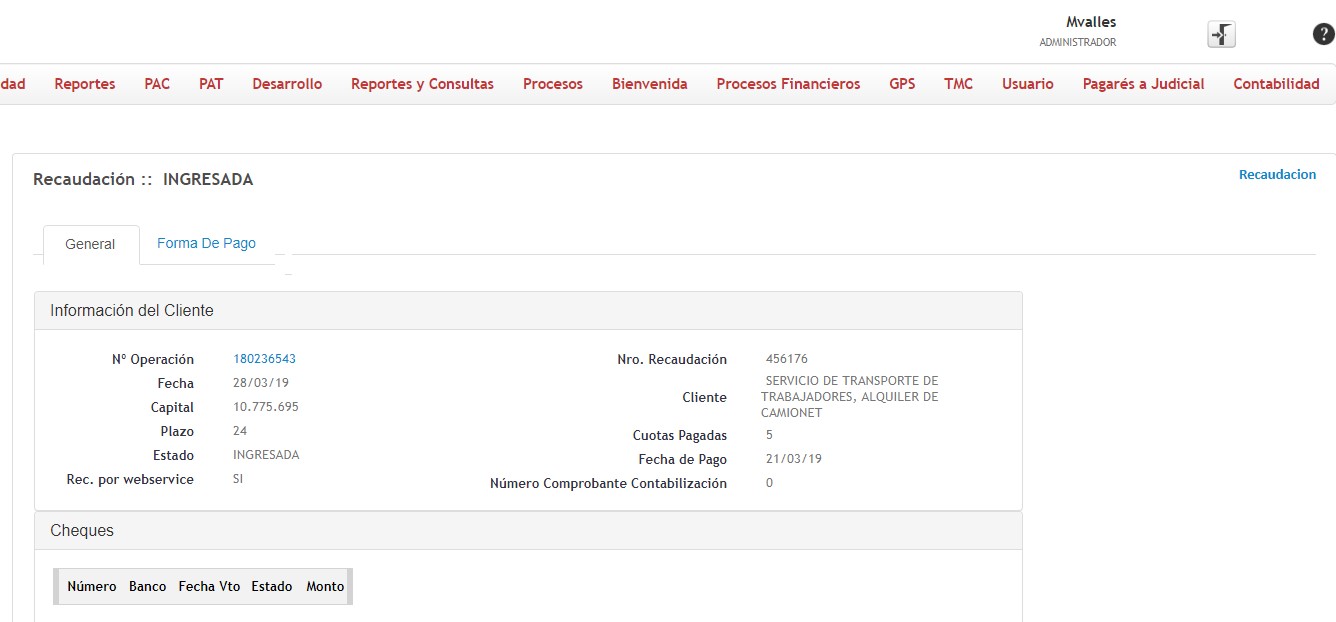 Mvalles
ADMINISTRADOR
?
dad Reportes PAC PAT Desarrollo Reportes y Consultas Procesos Bienvenida Procesos Financieros GPS TMC Usuario Pagarés a Judicial Contabilidad
Recaudación :: INGRESADA
Recaudacion
General Forma De Pago
Información del Cliente
Nº Operación 180236543 Nro. Recaudación 456176
Fecha 28/03/19
Capital 10.775.695
Cliente SERVICIO DE TRANSPORTE DE
TRABAJADORES, ALQUILER DE
CAMIONET
Plazo 24 Cuotas Pagadas 5
Estado INGRESADA Fecha de Pago 21/03/19
Rec. por webservice SI Número Comprobante Contabilización 0
Cheques
Número Banco Fecha Vto Estado Monto